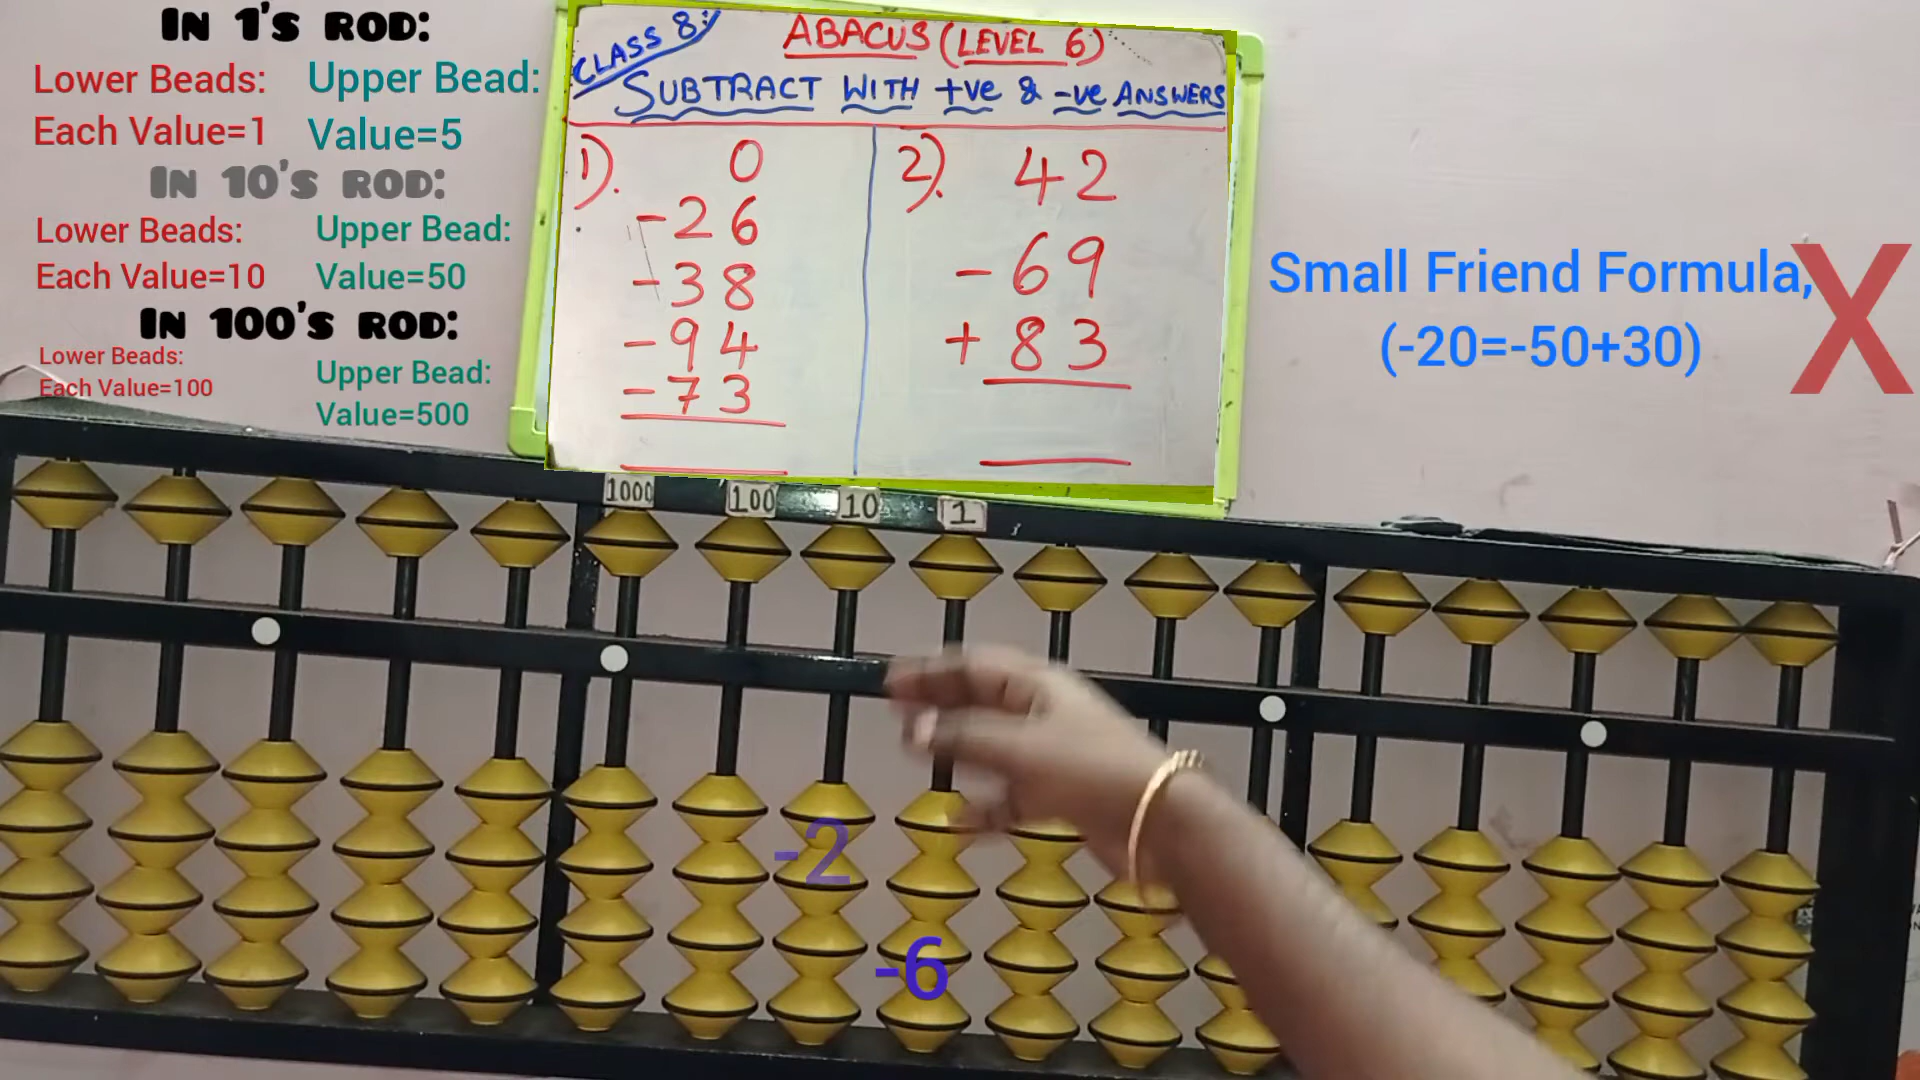 IN 1'S ROD:
Lower Beads: Upper Bead:
Each Value=1 Value=5
IN 10'S ROD:
Lower Beads: Upper Bead:
Each Value=10 Value=50
IN 100'S ROD:
Lower Beads:
Each Value=100
Upper Bead:
Value=500
CLASS 8:
ABACUS (LEVEL 6)
SUBTRACT WITH +ve & -ve ANSWERS
1). 0
-26
-38
-94
-73
2). 42
-69
+83
Small Friend Formula,
(-20=-50+30)
X
1000 100 10 1
-2
-6